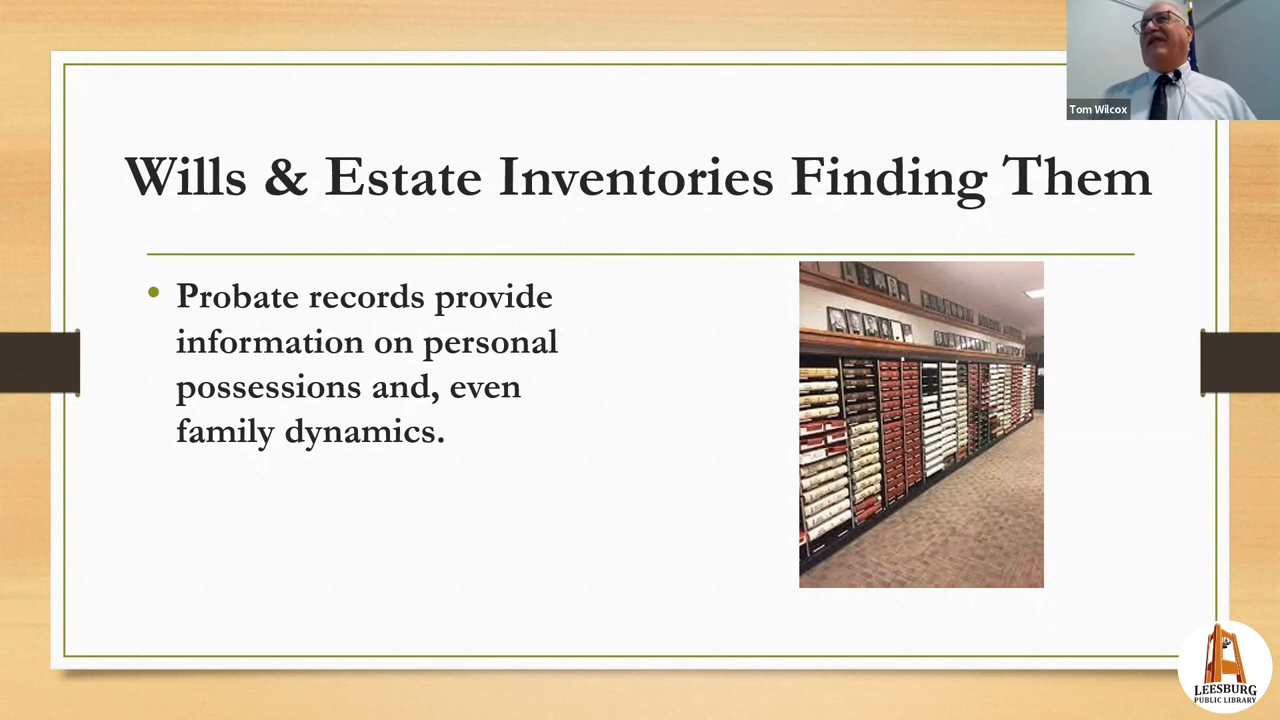 Tom Wilcox
Wills & Estate Inventories Finding Them
• Probate records provide
information on personal
possessions and, even
family dynamics.
LEESBURG
PUBLIC LIBRARY